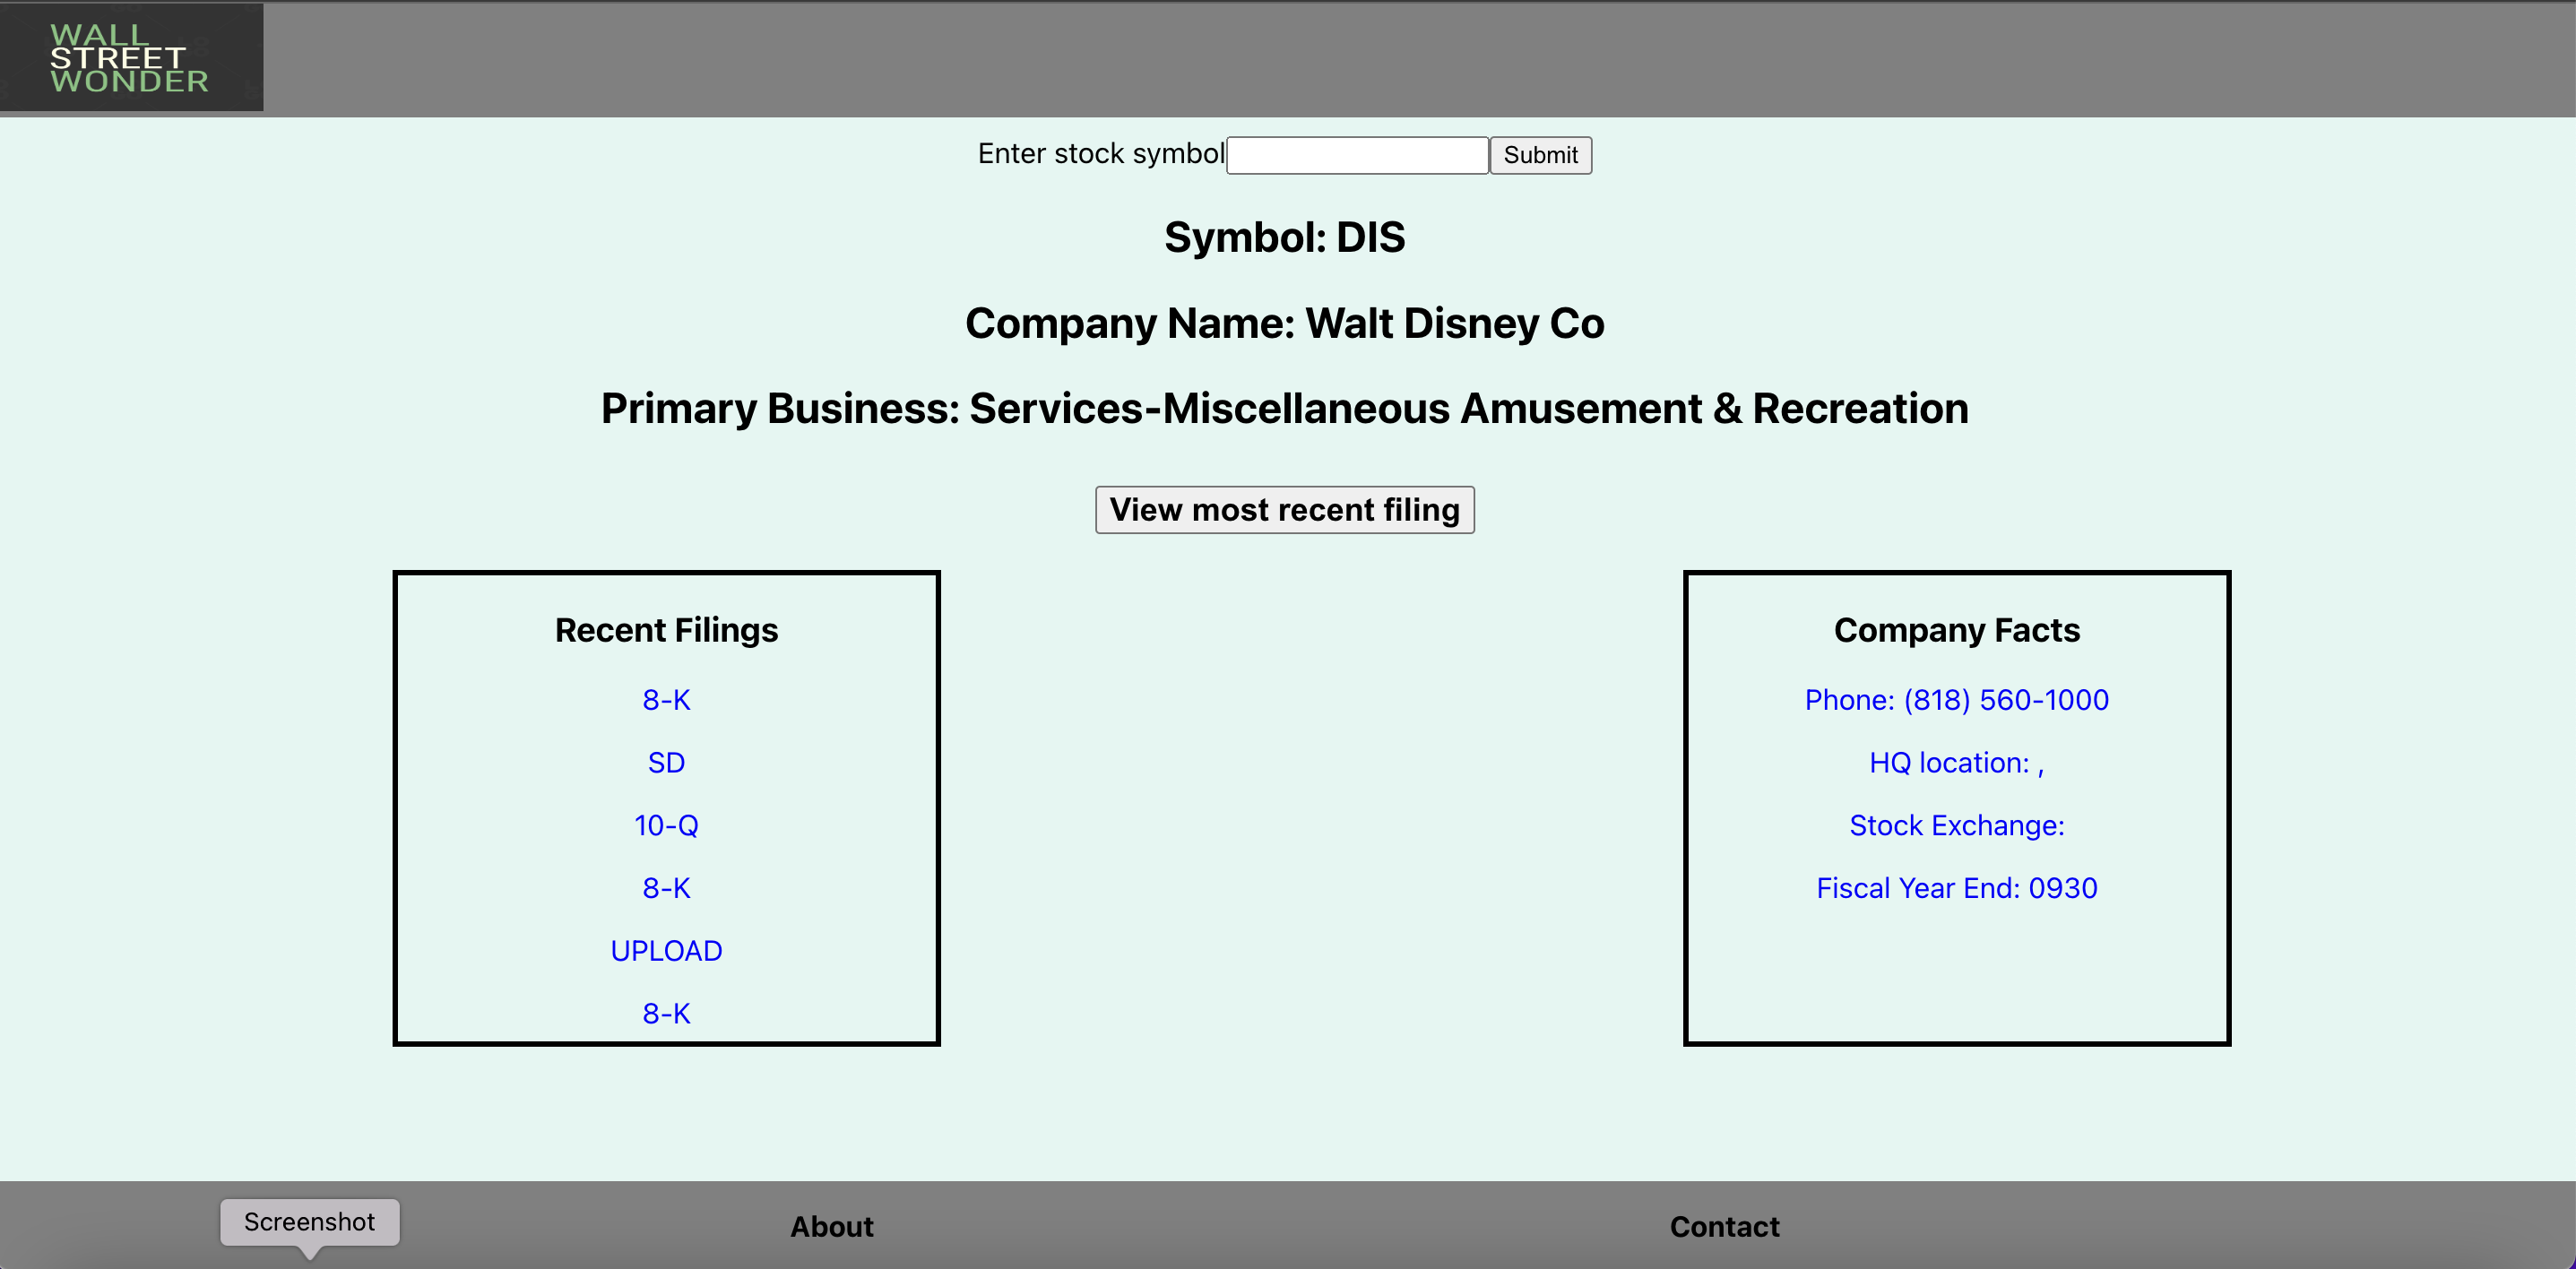 WALL
STREET
WONDER
Enter stock symbol Submit
Symbol: DIS
Company Name: Walt Disney Co
Primary Business: Services-Miscellaneous Amusement & Recreation
View most recent filing
Recent Filings
8-K
SD
10-Q
8-K
UPLOAD
8-K
Company Facts
Phone: (818) 560-1000
HQ location: ,
Stock Exchange:
Fiscal Year End: 0930
Screenshot
About
Contact